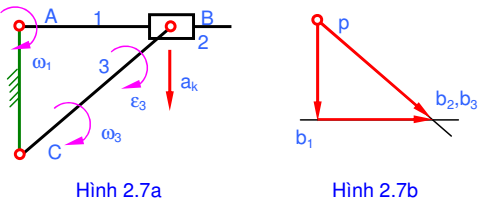 A
1
B
2
ω₁
3
aₖ
ε₃
ω₃
C
Hình 2.7a
p
b₂,b₃
b₁
Hình 2.7b